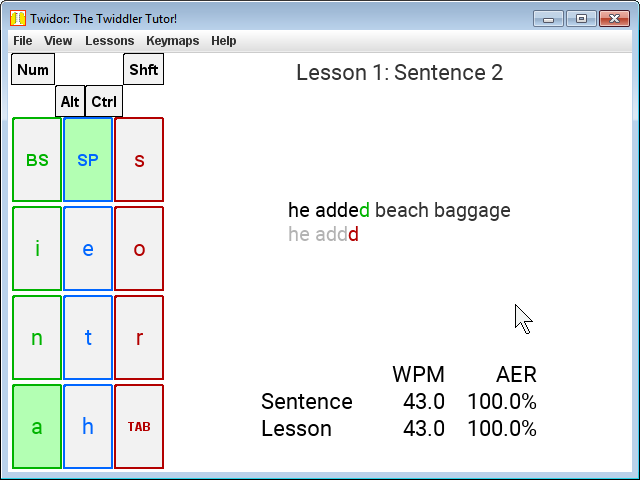 Twidor: The Twiddler Tutor!
File View Lessons Keymaps Help
Num Shft
Alt Ctrl
BS SP S
i e o
n t r
a h TAB
Lesson 1: Sentence 2
he added beach baggage
he addd
WPM AER
Sentence 43.0 100.0%
Lesson 43.0 100.0%